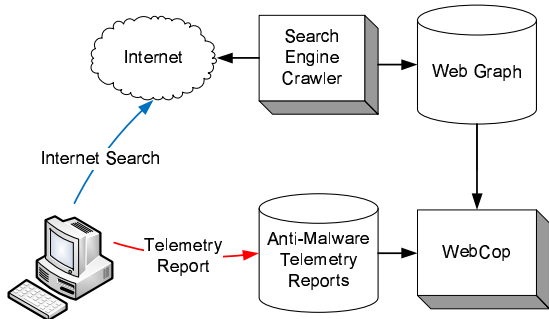 Internet
Search
Engine
Crawler
Web Graph
Internet Search
Telemetry
Report
Anti-Malware
Telemetry
Reports
WebCop